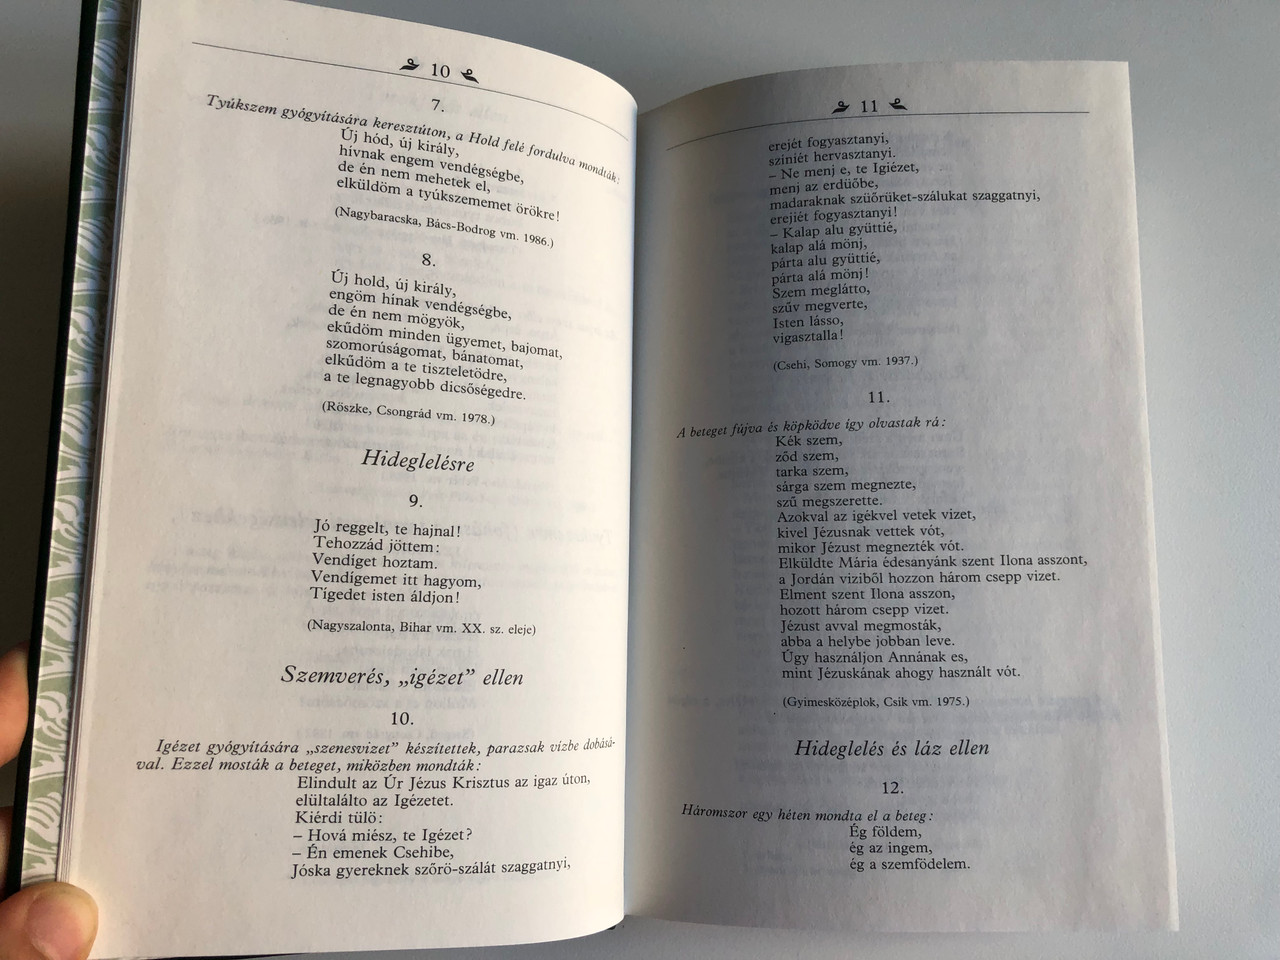 10
7.
Tyúkszem gyógyítására keresztúton, a Hold felé fordulva mondták:
Új hód, új király,
hívnak engem vendégségbe,
de én nem mehetek el,
elküldöm a tyúkszememet örökre!
(Nagybaracska, Bács-Bodrog vm. 1986.)
8.
Új hold, új király,
engöm hínak vendégségbe,
de én nem mögyök,
ekűdöm minden ügyemet, bajomat,
szomorúságomat, bánatomat,
elkűdöm a te tiszteletödre,
a te legnagyobb dicsőségedre.
(Röszke, Csongrád vm. 1978.)
Hideglelésre
9.
Jó reggelt, te hajnal!
Tehozzád jöttem:
Vendíget hoztam.
Vendígemet itt hagyom,
Tígedet isten áldjon!
(Nagyszalonta, Bihar vm. XX. sz. eleje)
Szemverés, „igézet” ellen
10.
Igézet gyógyítására „szenesvizet” készítettek, parazsak vízbe dobásá-
val. Ezzel mosták a beteget, miközben mondták:
Elindult az Úr Jézus Krisztus az igaz úton,
elültalálto az Igézetet.
Kiérdi tülö:
– Hová miész, te Igézet?
– Én emenek Csehibe,
Jóska gyereknek szőrö-szálát szaggatnyi,
11
erejét fogyasztanyi,
sziniét hervasztanyi.
– Ne menj e, te Igiézet,
menj az erdüőbe,
madaraknak szüőrüket-szálukat szaggatnyi,
erejiét fogyasztanyi!
– Kalap alu gyüttié,
kalap alá mönj,
párta alu gyüttié,
párta alá mönj!
Szem meglátto,
szűv megverte,
Isten lásso,
vigasztalla!
(Csehi, Somogy vm. 1937.)
11.
A beteget fújva és köpködve így olvastak rá:
Kék szem,
ződ szem,
tarka szem,
sárga szem megnezte,
szű megszerette.
Azokval az igékvel vetek vizet,
kivel Jézusnak vettek vót,
mikor Jézust megnezték vót.
Elküldte Mária édesanyánk szent Ilona asszont,
a Jordán viziből hozzon három csepp vizet.
Elment szent Ilona asszon,
hozott három csepp vizet.
Jézust avval megmosták,
abba a helybe jobban leve.
Úgy használjon Annának es,
mint Jézuskának ahogy használt vót.
(Gyimesközéplok, Csik vm. 1975.)
Hideglelés és láz ellen
12.
Háromszor egy héten mondta el a beteg:
Ég földem,
ég az ingem,
ég a szemfödelem.